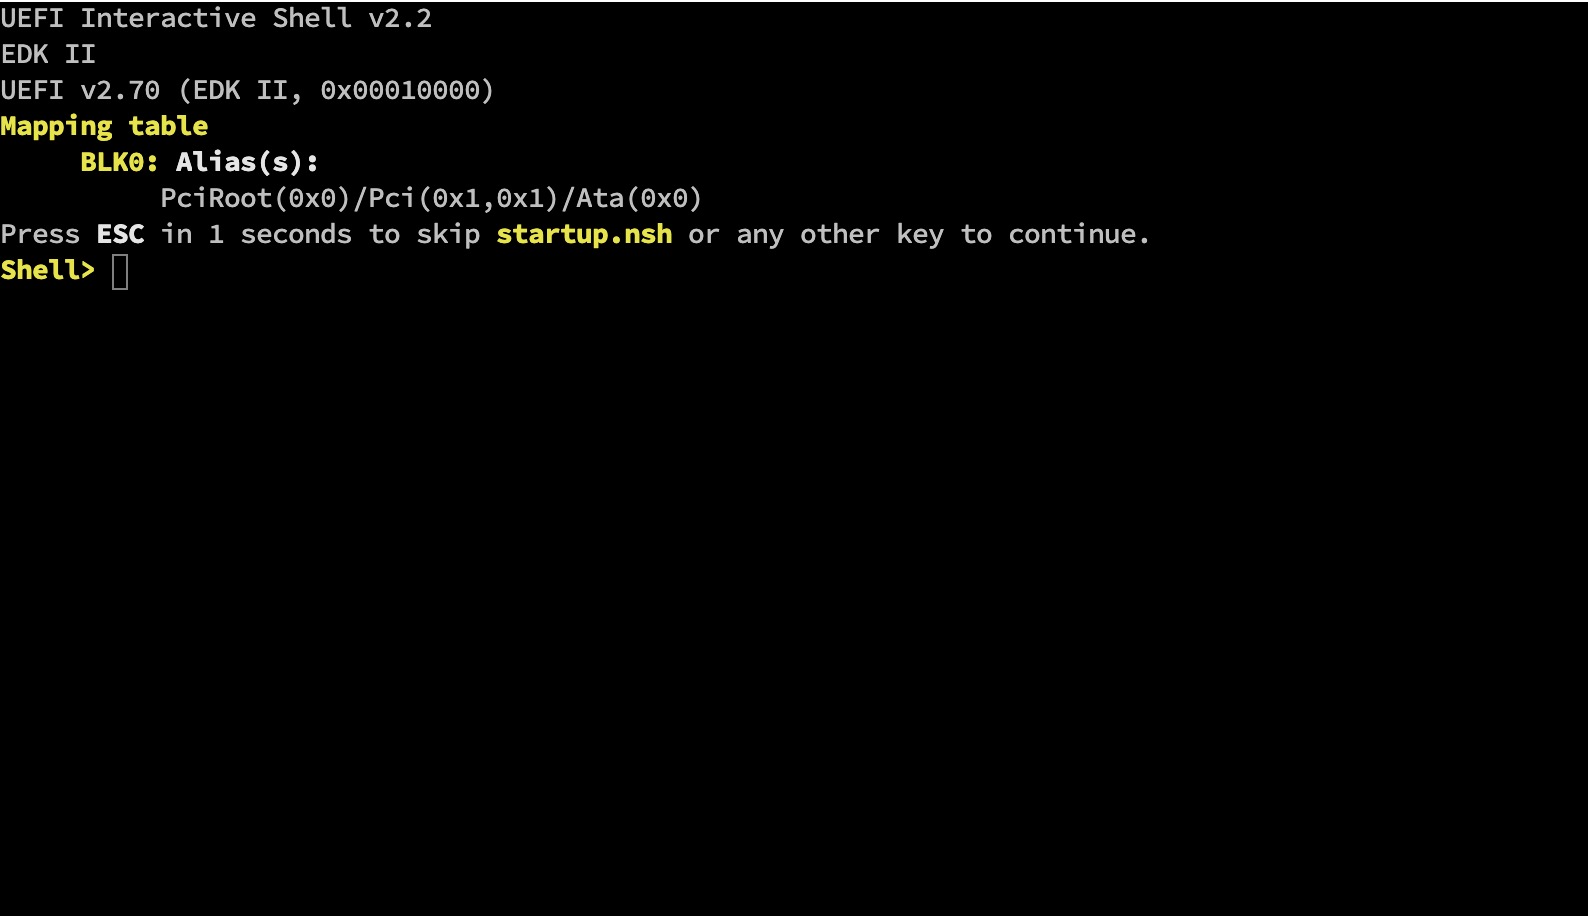 UEFI Interactive Shell v2.2
EDK II
UEFI v2.70 (EDK II, 0x00010000)
Mapping table
BLK0: Alias(s):
PciRoot(0x0)/Pci(0x1,0x1)/Ata(0x0)
Press ESC in 1 seconds to skip startup.nsh or any other key to continue.
Shell>